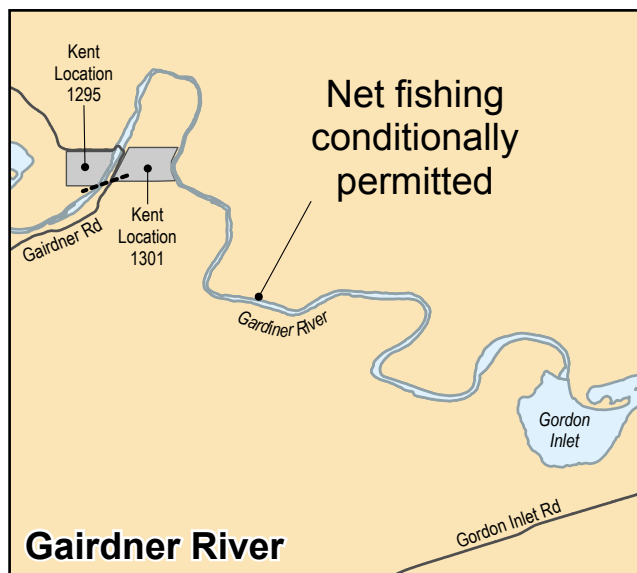 Kent
Location
1295
Net fishing
conditionally
permitted
Kent
Location
1301
Gairdner Rd
Gardiner River
Gordon
Inlet
Gordon Inlet Rd
Gairdner River